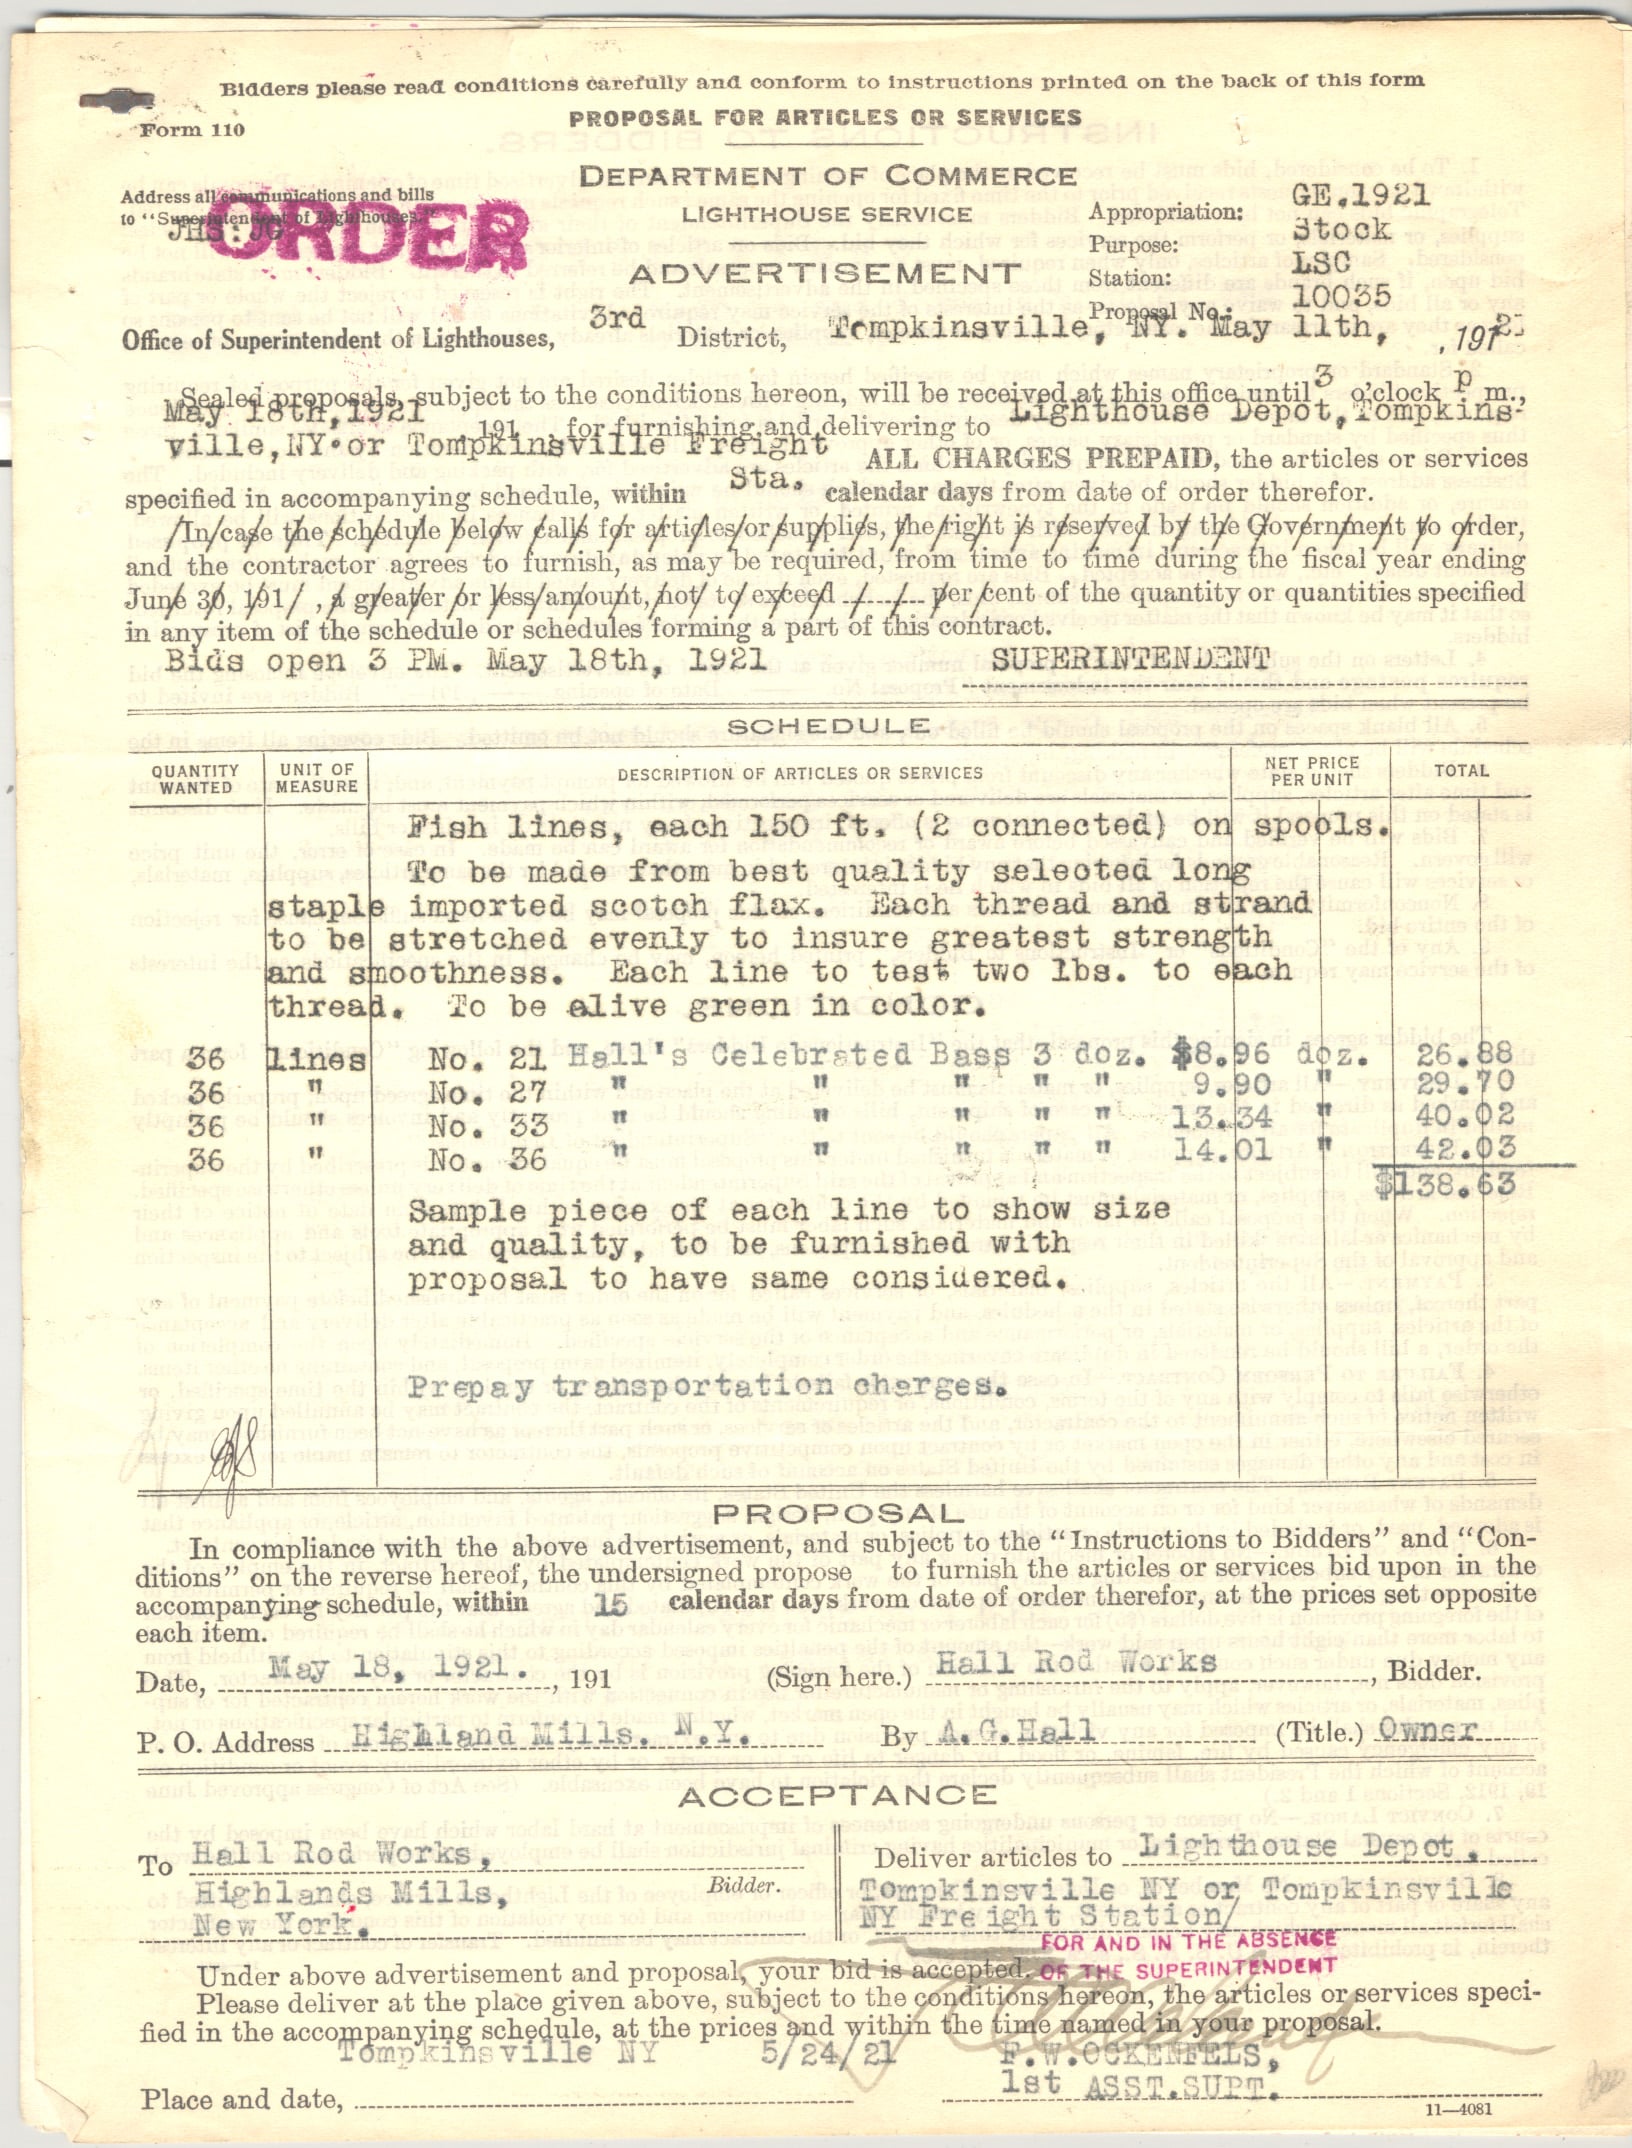 Bidders please read conditions carefully and conform to instructions printed on the back of this form
PROPOSAL FOR ARTICLES OR SERVICES
Form 110
DEPARTMENT OF COMMERCE
LIGHTHOUSE SERVICE
ADVERTISEMENT
Address all communications and bills
to "Superintendent of Lighthouses."
JHS:JG
ORDER
Appropriation: GE.1921
Purpose: Stock
Station: LSC
Proposal No.: 10035
Office of Superintendent of Lighthouses, 3rd District, Tompkinsville, NY. May 11th, , 1921
Sealed proposals, subject to the conditions hereon, will be received at this office until 3 o'clock p m.,
May 18th,1921 191 , for furnishing and delivering to Lighthouse Depot,Tompkins-
ville,NY.or Tompkinsville Freight Sta. ALL CHARGES PREPAID, the articles or services
specified in accompanying schedule, within calendar days from date of order therefor.
In case the schedule below calls for articles or supplies, the right is reserved by the Government to order,
and the contractor agrees to furnish, as may be required, from time to time during the fiscal year ending
June 30, 191 , a greater or less amount, not to exceed ........ per cent of the quantity or quantities specified
in any item of the schedule or schedules forming a part of this contract.
Bids open 3 PM. May 18th, 1921 SUPERINTENDENT
SCHEDULE
QUANTITY WANTED UNIT OF MEASURE DESCRIPTION OF ARTICLES OR SERVICES NET PRICE PER UNIT TOTAL
Fish lines, each 150 ft. (2 connected) on spools.
To be made from best quality selected long
staple imported scotch flax. Each thread and strand
to be stretched evenly to insure greatest strength
and smoothness. Each line to test two lbs. to each
thread. To be olive green in color.
36 lines No. 21 Hall's Celebrated Bass 3 doz. $8.96 doz. 26.88
36 " No. 27 " " " " " 9.90 " 29.70
36 " No. 33 " " " " " 13.34 " 40.02
36 " No. 36 " " " " " 14.01 " 42.03
$138.63
Sample piece of each line to show size
and quality, to be furnished with
proposal to have same considered.
Prepay transportation charges.
PROPOSAL
In compliance with the above advertisement, and subject to the "Instructions to Bidders" and "Con-
ditions" on the reverse hereof, the undersigned propose to furnish the articles or services bid upon in the
accompanying schedule, within 15 calendar days from date of order therefor, at the prices set opposite
each item.
Date, May 18, 1921. , 191 (Sign here.) Hall Rod Works , Bidder.
P. O. Address Highland Mills. N.Y. By A.G.Hall (Title.) Owner
ACCEPTANCE
To Hall Rod Works,
Highlands Mills, Bidder.
New York.
Deliver articles to Lighthouse Depot,
Tompkinsville NY or Tompkinsville
NY Freight Station/
FOR AND IN THE ABSENCE
OF THE SUPERINTENDENT
Under above advertisement and proposal, your bid is accepted.
Please deliver at the place given above, subject to the conditions hereon, the articles or services speci-
fied in the accompanying schedule, at the prices and within the time named in your proposal.
Tompkinsville NY 5/24/21 F.W.OCKENFELS,
1st ASST.SUPT.
Place and date,
11—4081